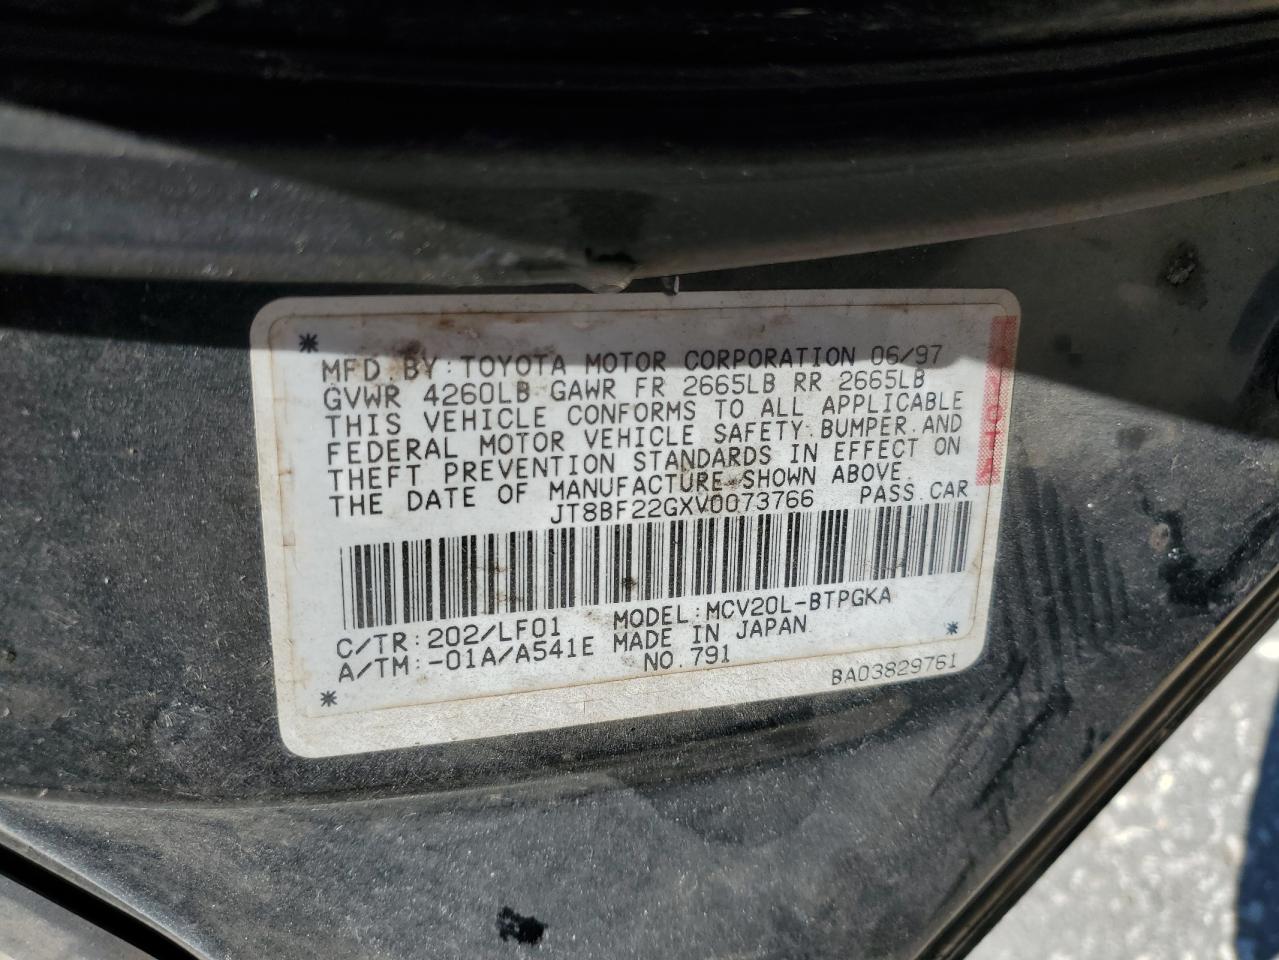 MFD. BY: TOYOTA MOTOR CORPORATION 06/97
GVWR 4260LB GAWR FR 2665LB RR 2665LB
THIS VEHICLE CONFORMS TO ALL APPLICABLE
FEDERAL MOTOR VEHICLE SAFETY. BUMPER. AND
THEFT PREVENTION STANDARDS IN EFFECT ON
THE DATE OF MANUFACTURE SHOWN ABOVE.
JT8BF22GXV0073766 PASS. CAR
C/TR: 202/LF01 MODEL: MCV20L-BTPGKA
A/TM: -01A/A541E MADE IN JAPAN
NO. 791
BA03829761
TOYOTA